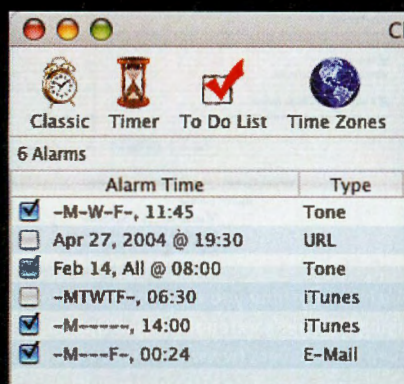 Cl
Classic Timer To Do List Time Zones
6 Alarms
Alarm Time Type
-M-W-F-, 11:45 Tone
Apr 27, 2004 @ 19:30 URL
Feb 14, All @ 08:00 Tone
-MTWTF-, 06:30 iTunes
-M-----, 14:00 iTunes
-M---F-, 00:24 E-Mail